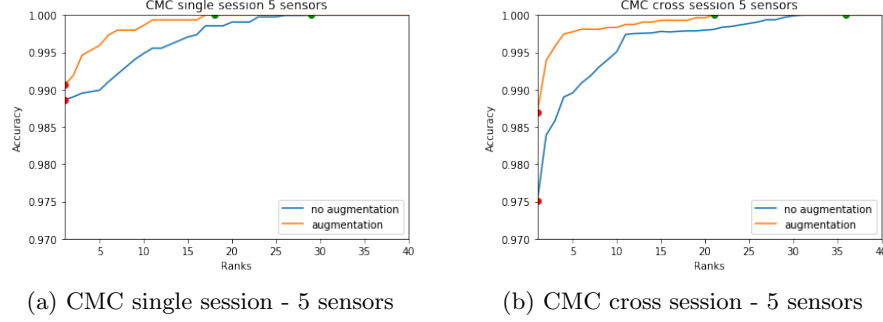 CMC single session 5 sensors
1.000
0.995
0.990
0.985
0.980
0.975
0.970
Accuracy
5 10 15 20 25 30 35 40
Ranks
no augmentation
augmentation
(a) CMC single session - 5 sensors
CMC cross session 5 sensors
1.000
0.995
0.990
0.985
0.980
0.975
0.970
Accuracy
5 10 15 20 25 30 35 40
Ranks
no augmentation
augmentation
(b) CMC cross session - 5 sensors